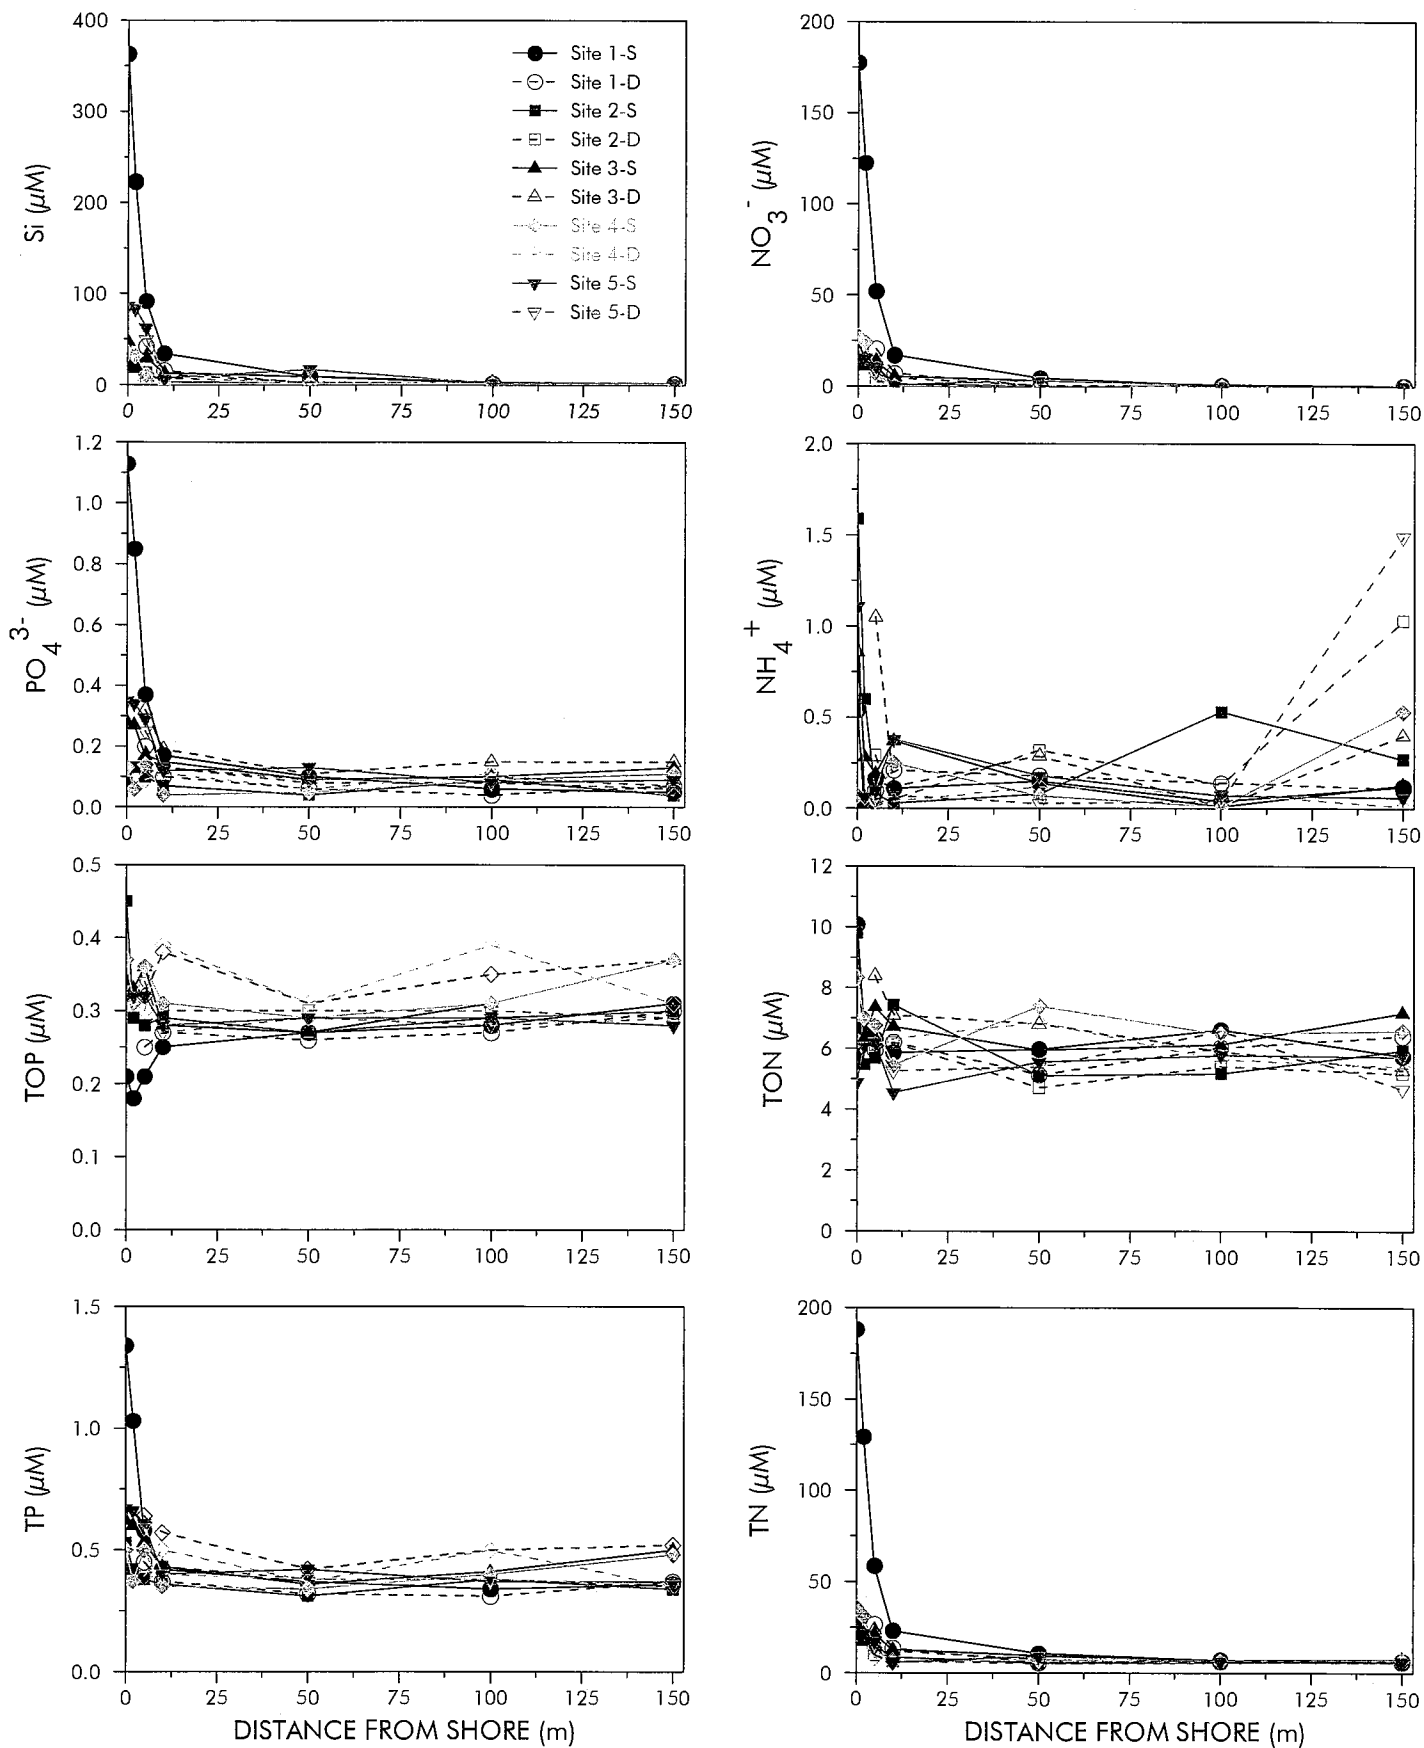 400
300
200
100
0
Si (μM)
Site 1-S
Site 1-D
Site 2-S
Site 2-D
Site 3-S
Site 3-D
Site 4-S
Site 4-D
Site 5-S
Site 5-D
0 25 50 75 100 125 150
200
150
100
50
0
NO3- (μM)
0 25 50 75 100 125 150
1.2
1.0
0.8
0.6
0.4
0.2
0.0
PO4 3- (μM)
0 25 50 75 100 125 150
2.0
1.5
1.0
0.5
0.0
NH4+ (μM)
0 25 50 75 100 125 150
0.5
0.4
0.3
0.2
0.1
0.0
TOP (μM)
0 25 50 75 100 125 150
12
10
8
6
4
2
0
TON (μM)
0 25 50 75 100 125 150
1.5
1.0
0.5
0.0
TP (μM)
0 25 50 75 100 125 150
DISTANCE FROM SHORE (m)
200
150
100
50
0
TN (μM)
0 25 50 75 100 125 150
DISTANCE FROM SHORE (m)